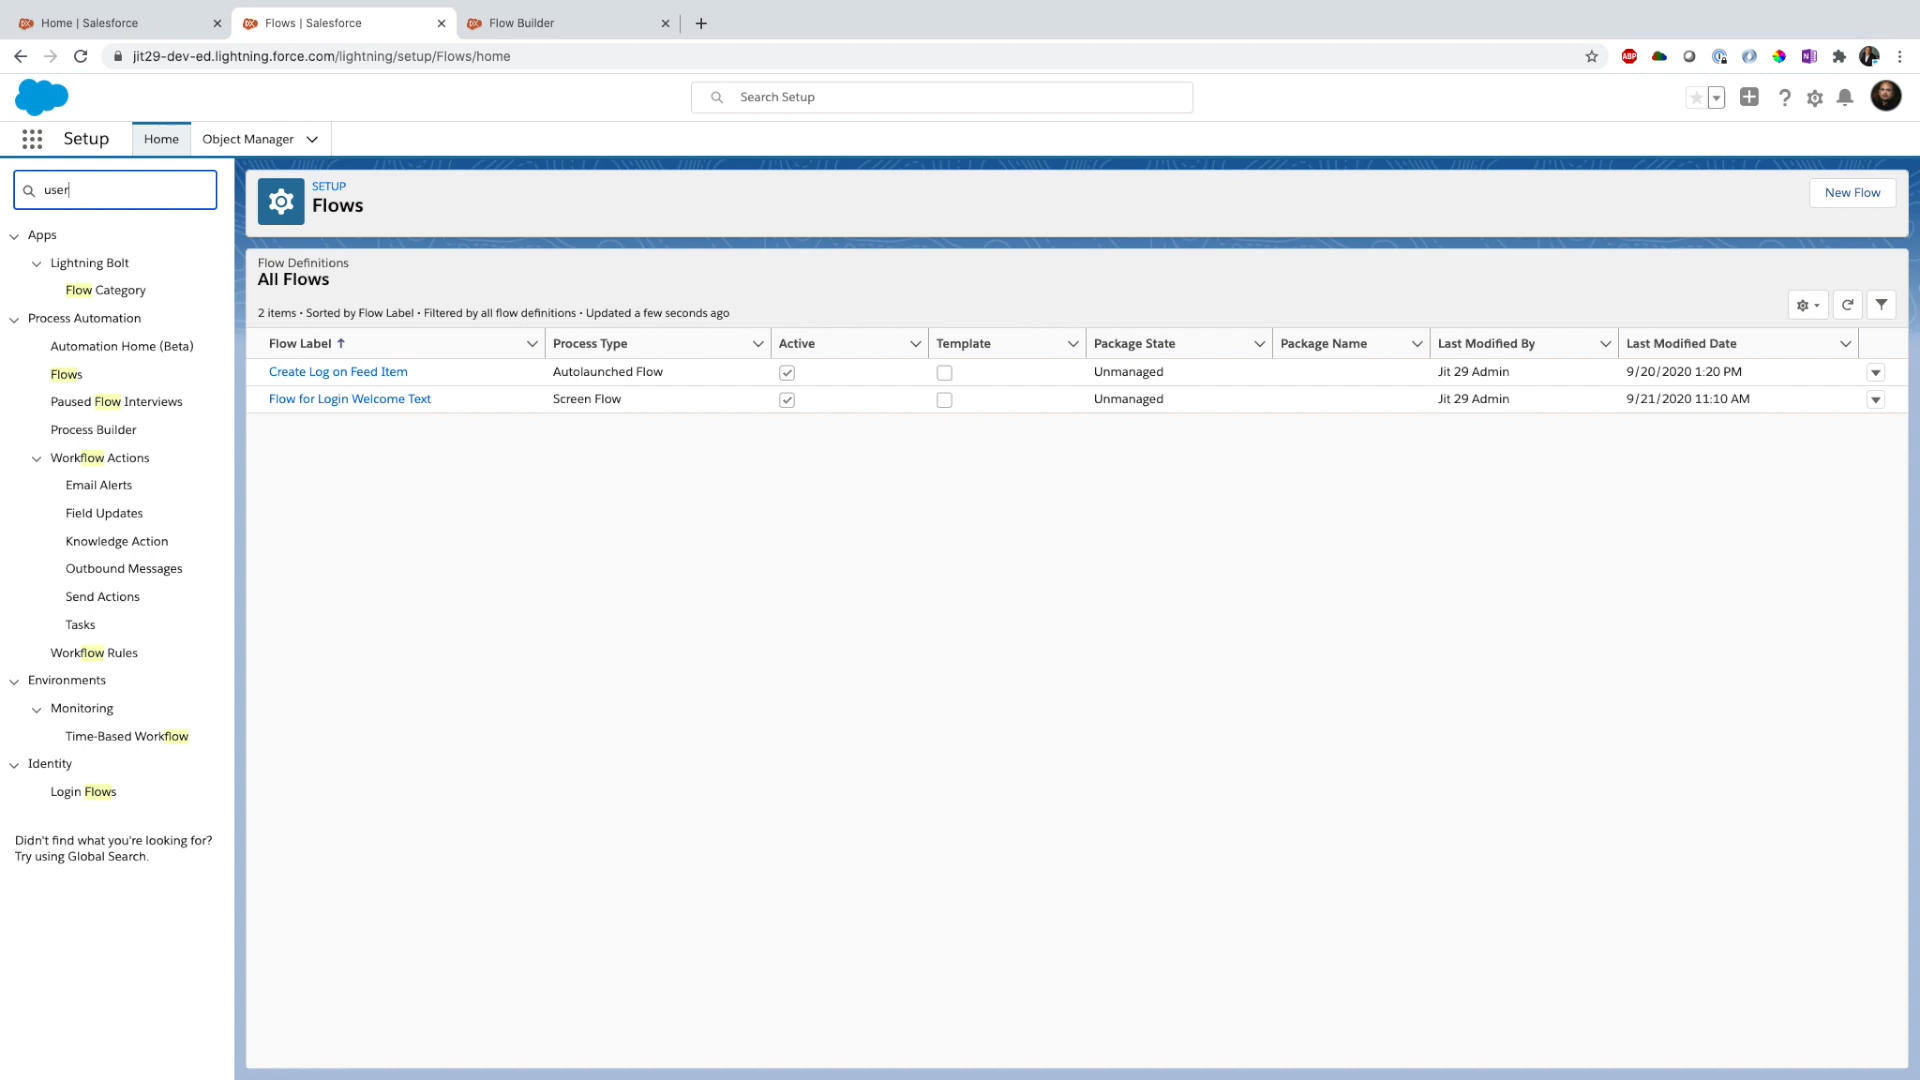 Home | Salesforce
Flows | Salesforce
Flow Builder
jit29-dev-ed.lightning.force.com/lightning/setup/Flows/home
ABP
Search Setup
Setup
Home
Object Manager
user
Apps
Lightning Bolt
Flow Category
Process Automation
Automation Home (Beta)
Flows
Paused Flow Interviews
Process Builder
Workflow Actions
Email Alerts
Field Updates
Knowledge Action
Outbound Messages
Send Actions
Tasks
Workflow Rules
Environments
Monitoring
Time-Based Workflow
Identity
Login Flows
Didn't find what you're looking for?
Try using Global Search.
SETUP
Flows
New Flow
Flow Definitions
All Flows
2 items • Sorted by Flow Label • Filtered by all flow definitions • Updated a few seconds ago
Flow Label ↑ Process Type Active Template Package State Package Name Last Modified By Last Modified Date
Create Log on Feed Item Autolaunched Flow Unmanaged Jit 29 Admin 9/20/2020 1:20 PM
Flow for Login Welcome Text Screen Flow Unmanaged Jit 29 Admin 9/21/2020 11:10 AM